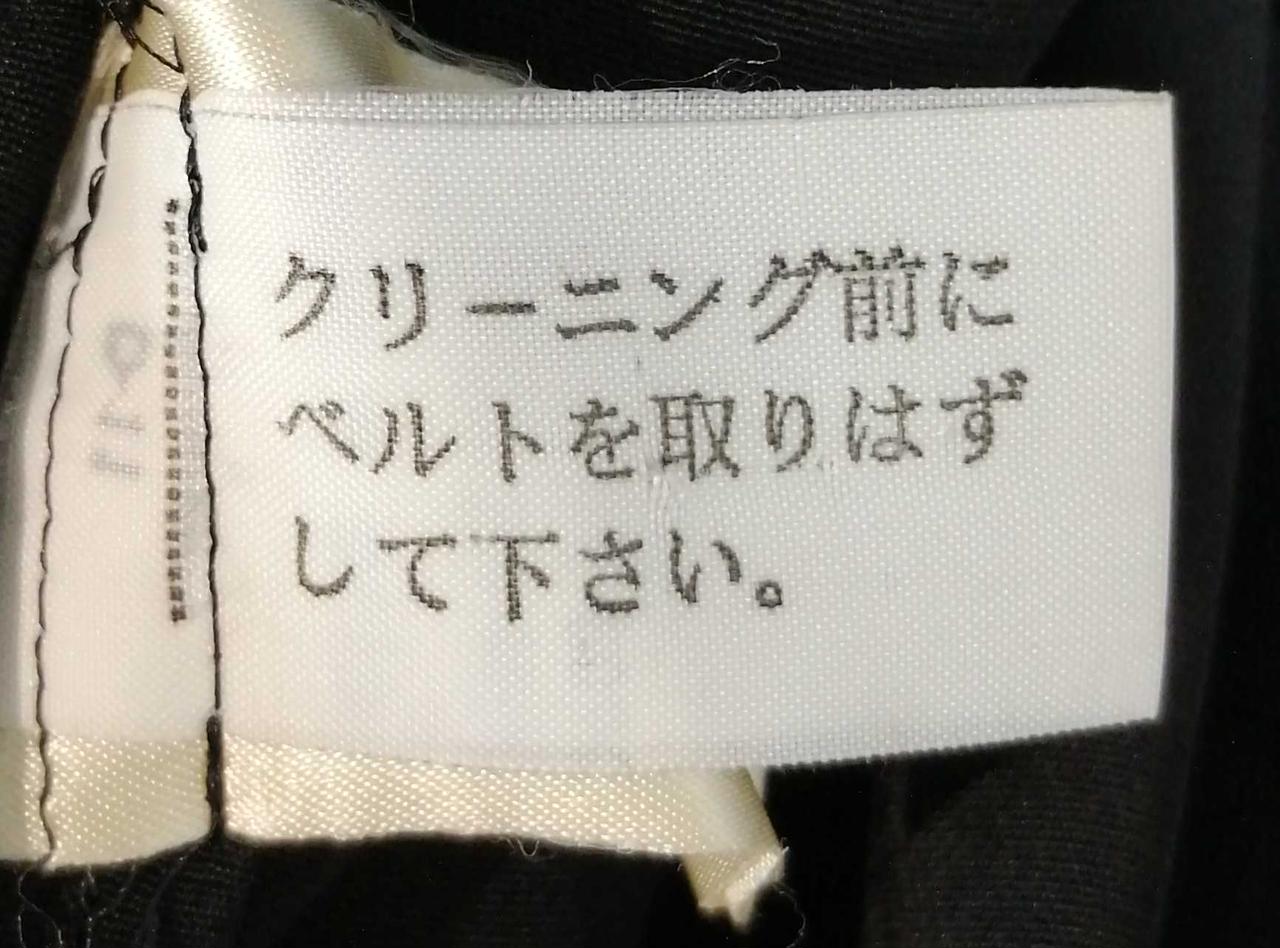 クリーニング前に
ベルトを取りはず
して下さい。